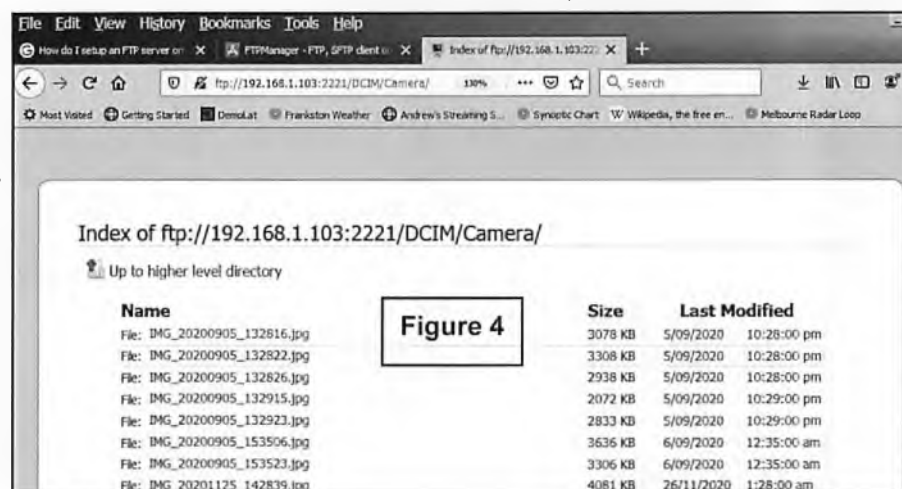 File Edit View History Bookmarks Tools Help
How do I setup an FTP server on FTPManager - FTP, SFTP client Index of ftp://192.168.1.103:222
ftp://192.168.1.103:2221/DCIM/Camera/ 130% Search
Most Visited Getting Started DemoLat Frankston Weather Andrew's Streaming S... Synoptic Chart Wikipedia, the free en... Melbourne Radar Loop
Index of ftp://192.168.1.103:2221/DCIM/Camera/
Up to higher level directory
Name Size Last Modified
Figure 4
File: IMG_20200905_132816.jpg 3078 KB 5/09/2020 10:28:00 pm
File: IMG_20200905_132822.jpg 3308 KB 5/09/2020 10:28:00 pm
File: IMG_20200905_132826.jpg 2938 KB 5/09/2020 10:28:00 pm
File: IMG_20200905_132915.jpg 2072 KB 5/09/2020 10:29:00 pm
File: IMG_20200905_132923.jpg 2833 KB 5/09/2020 10:29:00 pm
File: IMG_20200905_153506.jpg 3636 KB 6/09/2020 12:35:00 am
File: IMG_20200905_153523.jpg 3306 KB 6/09/2020 12:35:00 am
File: IMG_20201125_142839.jpg 4081 KB 26/11/2020 1:28:00 am